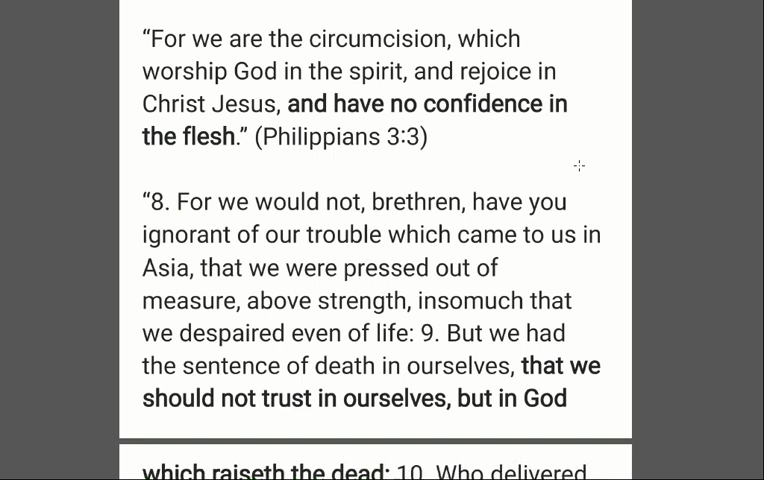 “For we are the circumcision, which
worship God in the spirit, and rejoice in
Christ Jesus, and have no confidence in
the flesh.” (Philippians 3:3)
“8. For we would not, brethren, have you
ignorant of our trouble which came to us in
Asia, that we were pressed out of
measure, above strength, insomuch that
we despaired even of life: 9. But we had
the sentence of death in ourselves, that we
should not trust in ourselves, but in God
which raiseth the dead: 10. Who delivered